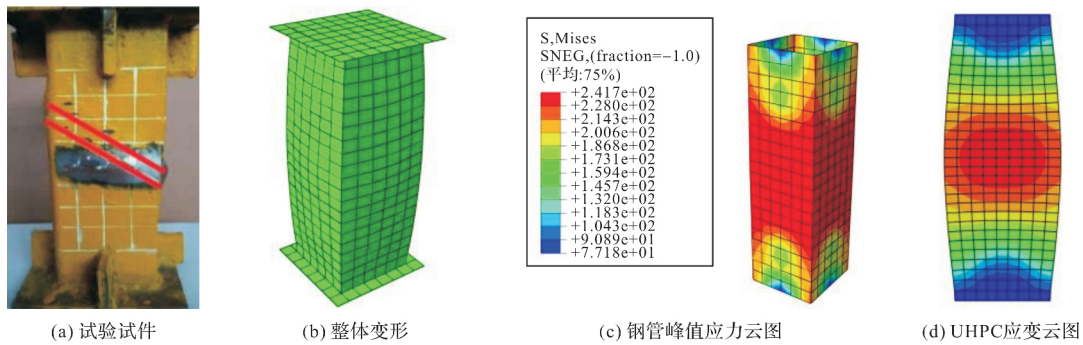 S,Mises
SNEG,(fraction=−1.0)
(平均:75%)
+2.417e+02
+2.280e+02
+2.143e+02
+2.006e+02
+1.868e+02
+1.731e+02
+1.594e+02
+1.457e+02
+1.320e+02
+1.183e+02
+1.043e+02
+9.089e+01
+7.718e+01
(a) 试验试件
(b) 整体变形
(c) 钢管峰值应力云图
(d) UHPC应变云图